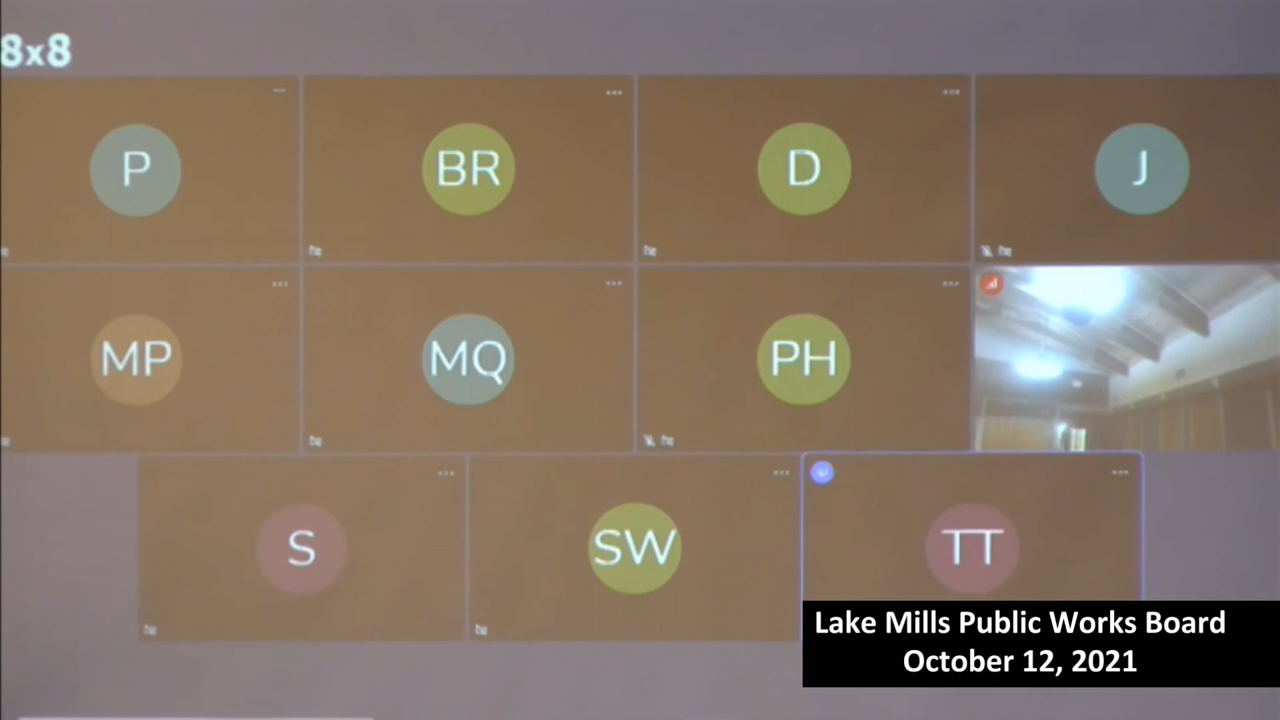 8x8
P
BR
D
J
MP
MQ
PH
S
SW
TT
Lake Mills Public Works Board
October 12, 2021